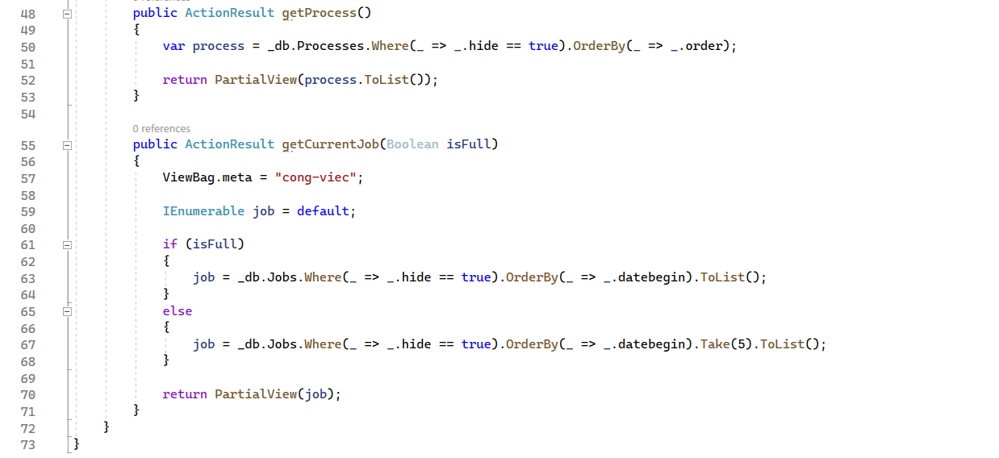 48 public ActionResult getProcess()
49 {
50 var process = _db.Processes.Where(_ => _.hide == true).OrderBy(_ => _.order);
51
52 return PartialView(process.ToList());
53 }
54
0 references
55 public ActionResult getCurrentJob(Boolean isFull)
56 {
57 ViewBag.meta = "cong-viec";
58
59 IEnumerable job = default;
60
61 if (isFull)
62 {
63 job = _db.Jobs.Where(_ => _.hide == true).OrderBy(_ => _.datebegin).ToList();
64 }
65 else
66 {
67 job = _db.Jobs.Where(_ => _.hide == true).OrderBy(_ => _.datebegin).Take(5).ToList();
68 }
69
70 return PartialView(job);
71 }
72 }
73 }